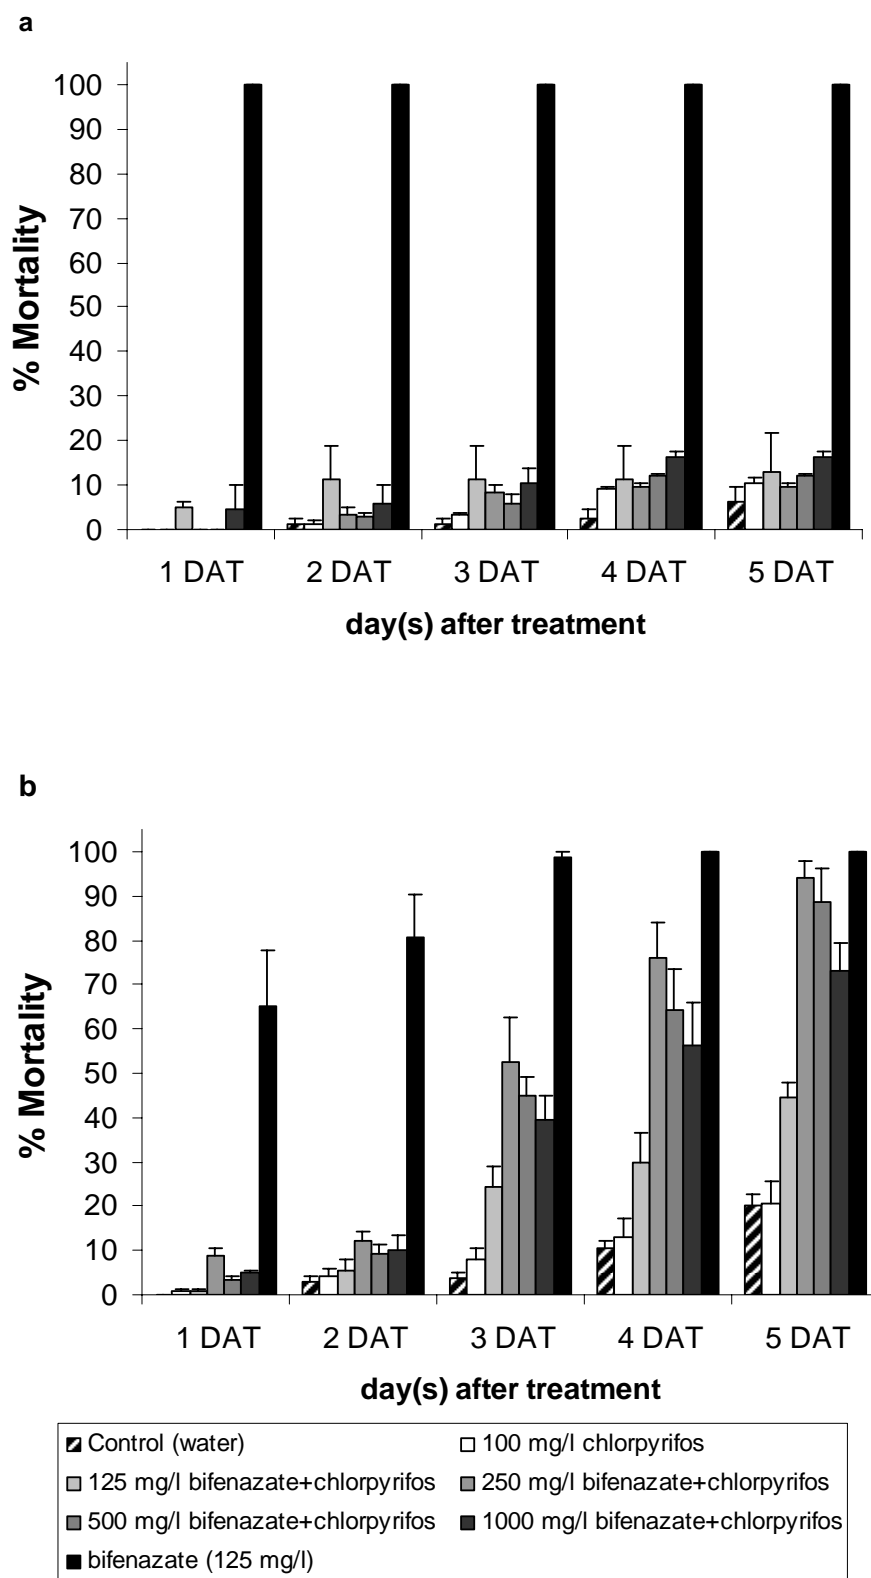 a
100
90
80
70
60
50
40
30
20
10
0
% Mortality
1 DAT 2 DAT 3 DAT 4 DAT 5 DAT
day(s) after treatment
b
100
90
80
70
60
50
40
30
20
10
0
% Mortality
1 DAT 2 DAT 3 DAT 4 DAT 5 DAT
day(s) after treatment
Control (water) 100 mg/l chlorpyrifos
125 mg/l bifenazate+chlorpyrifos 250 mg/l bifenazate+chlorpyrifos
500 mg/l bifenazate+chlorpyrifos 1000 mg/l bifenazate+chlorpyrifos
bifenazate (125 mg/l)